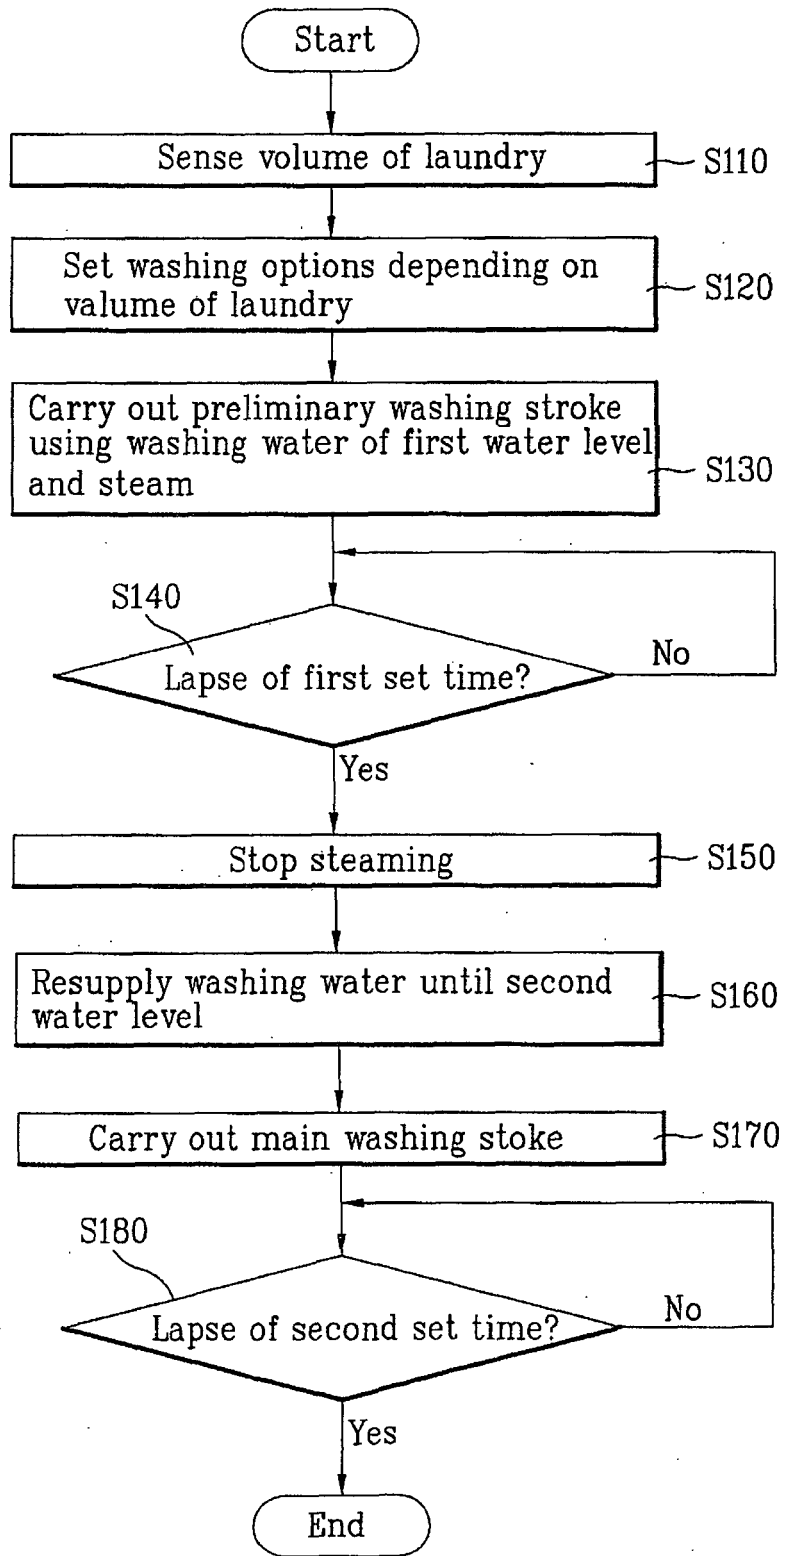 Start
Sense volume of laundry
S110
Set washing options depending on
valume of laundry
S120
Carry out preliminary washing stroke
using washing water of first water level
and steam
S130
S140
Lapse of first set time?
No
Yes
Stop steaming
S150
Resupply washing water until second
water level
S160
Carry out main washing stoke
S170
S180
Lapse of second set time?
No
Yes
End